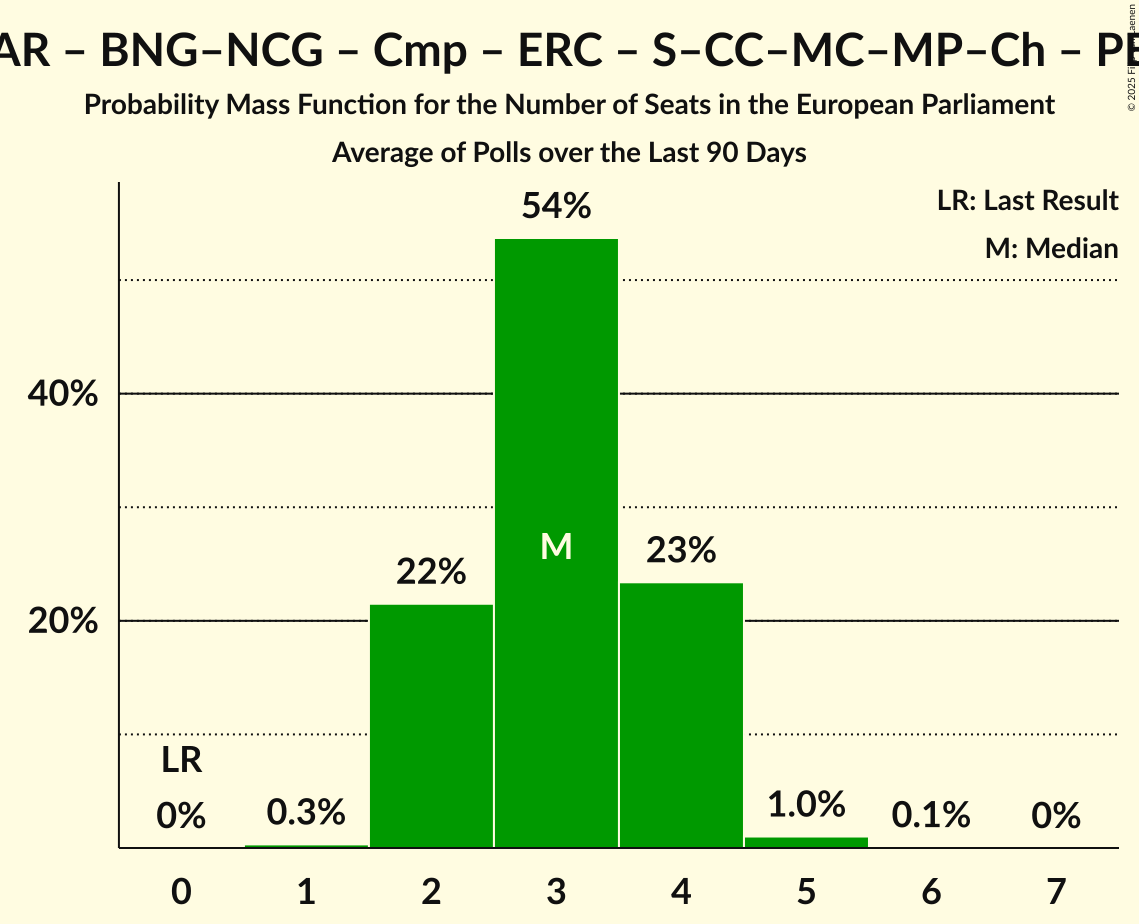 AR – BNG–NCG – Cmp – ERC – S–CC–MC–MP–Ch –
Probability Mass Function for the Number of Seats in the European Parliament
Average of Polls over the Last 90 Days
© 2025
LR: Last Result
M: Median
54%
40%
M
23%
22%
20%
LR
0%
0.3%
1.0%
0.1%
0%
0
1
2
3
4
5
6
7